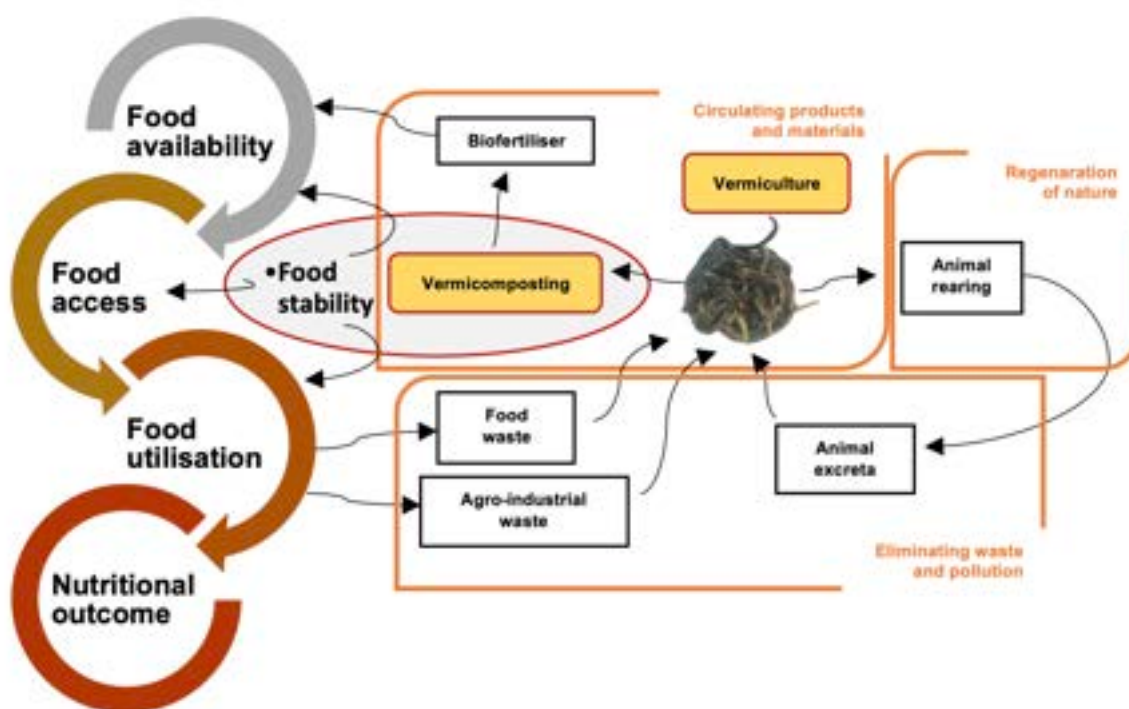 Food
availability
Food
access
Food
utilisation
Nutritional
outcome
•Food
stability
Biofertiliser
Vermicomposting
Circulating products
and materials
Vermiculture
Regenaration
of nature
Animal
rearing
Food
waste
Agro-industrial
waste
Animal
excreta
Eliminating waste
and pollution